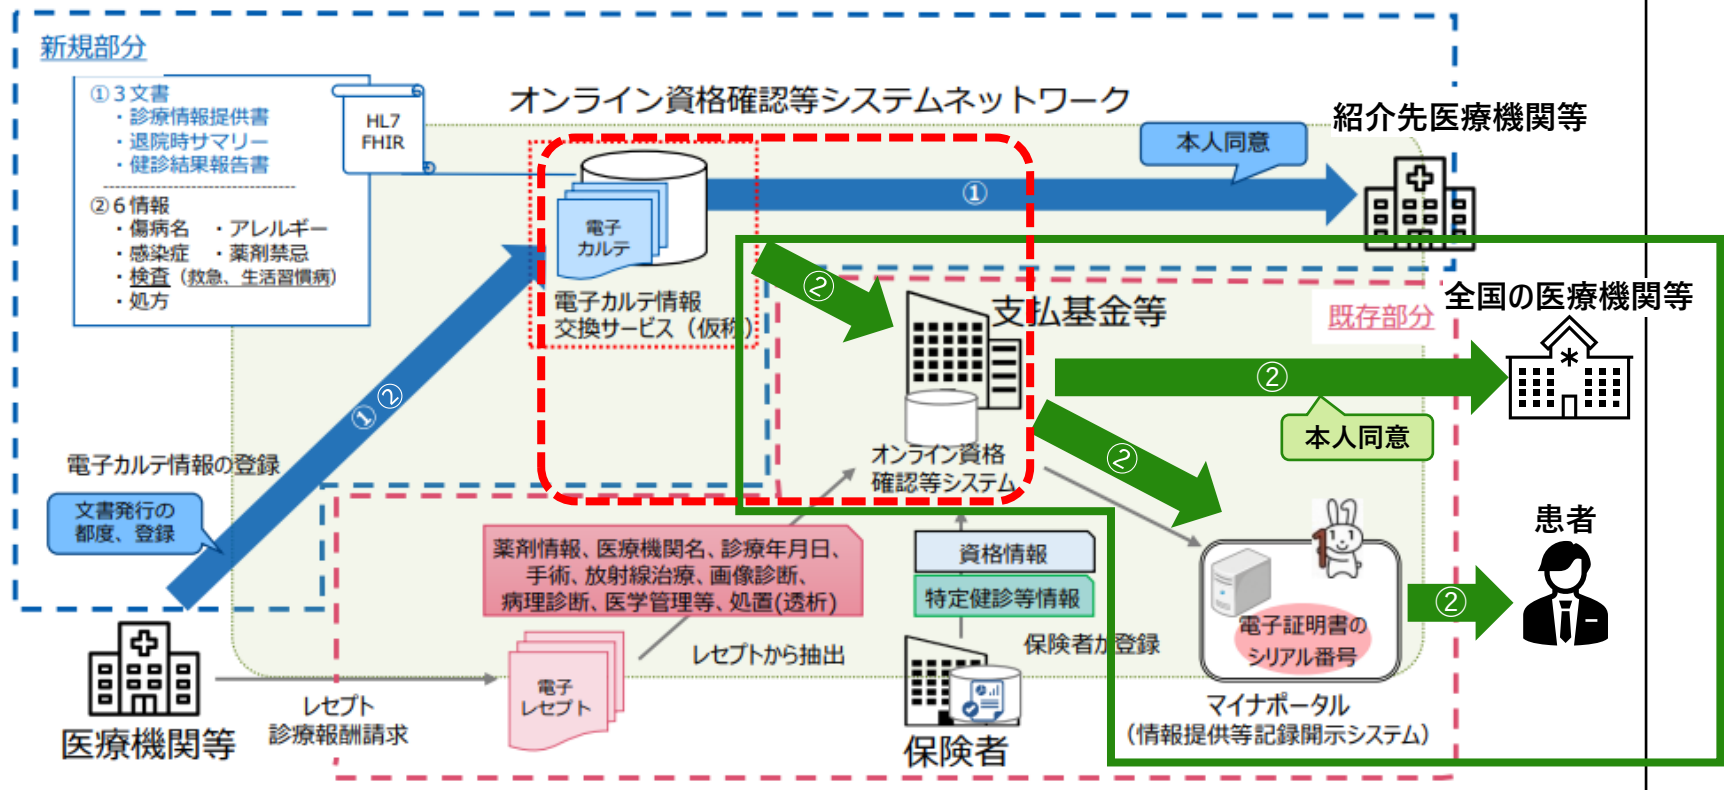 新規部分
①３文書
・診療情報提供書
・退院時サマリー
・健診結果報告書
②６情報
・傷病名 ・アレルギー
・感染症 ・薬剤禁忌
・検査（救急、生活習慣病）
・処方
HL7
FHIR
オンライン資格確認等システムネットワーク
本人同意
紹介先医療機関等
①
電子
カルテ
電子カルテ情報
交換サービス（仮称）
②
支払基金等
既存部分
全国の医療機関等
②
本人同意
①②
オンライン資格
確認等システム
②
電子カルテ情報の登録
文書発行の
都度、登録
薬剤情報、医療機関名、診療年月日、
手術、放射線治療、画像診断、
病理診断、医学管理等、処置(透析)
資格情報
特定健診等情報
患者
②
電子証明書の
シリアル番号
レセプトから抽出
保険者が登録
電子
レセプト
レセプト
診療報酬請求
医療機関等
保険者
マイナポータル
（情報提供等記録開示システム）